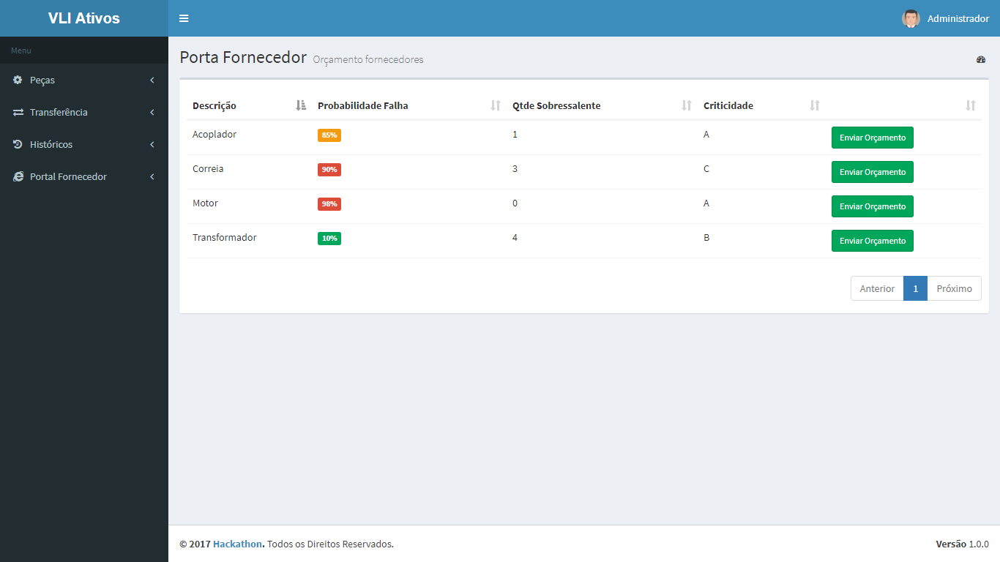 VLI Ativos
Administrador
Menu
Peças
Transferência
Históricos
Portal Fornecedor
Porta Fornecedor Orçamento fornecedores
Descrição Probabilidade Falha Qtde Sobressalente Criticidade
Acoplador 85% 1 A Enviar Orçamento
Correia 90% 3 C Enviar Orçamento
Motor 98% 0 A Enviar Orçamento
Transformador 10% 4 B Enviar Orçamento
Anterior 1 Próximo
© 2017 Hackathon. Todos os Direitos Reservados. Versão 1.0.0